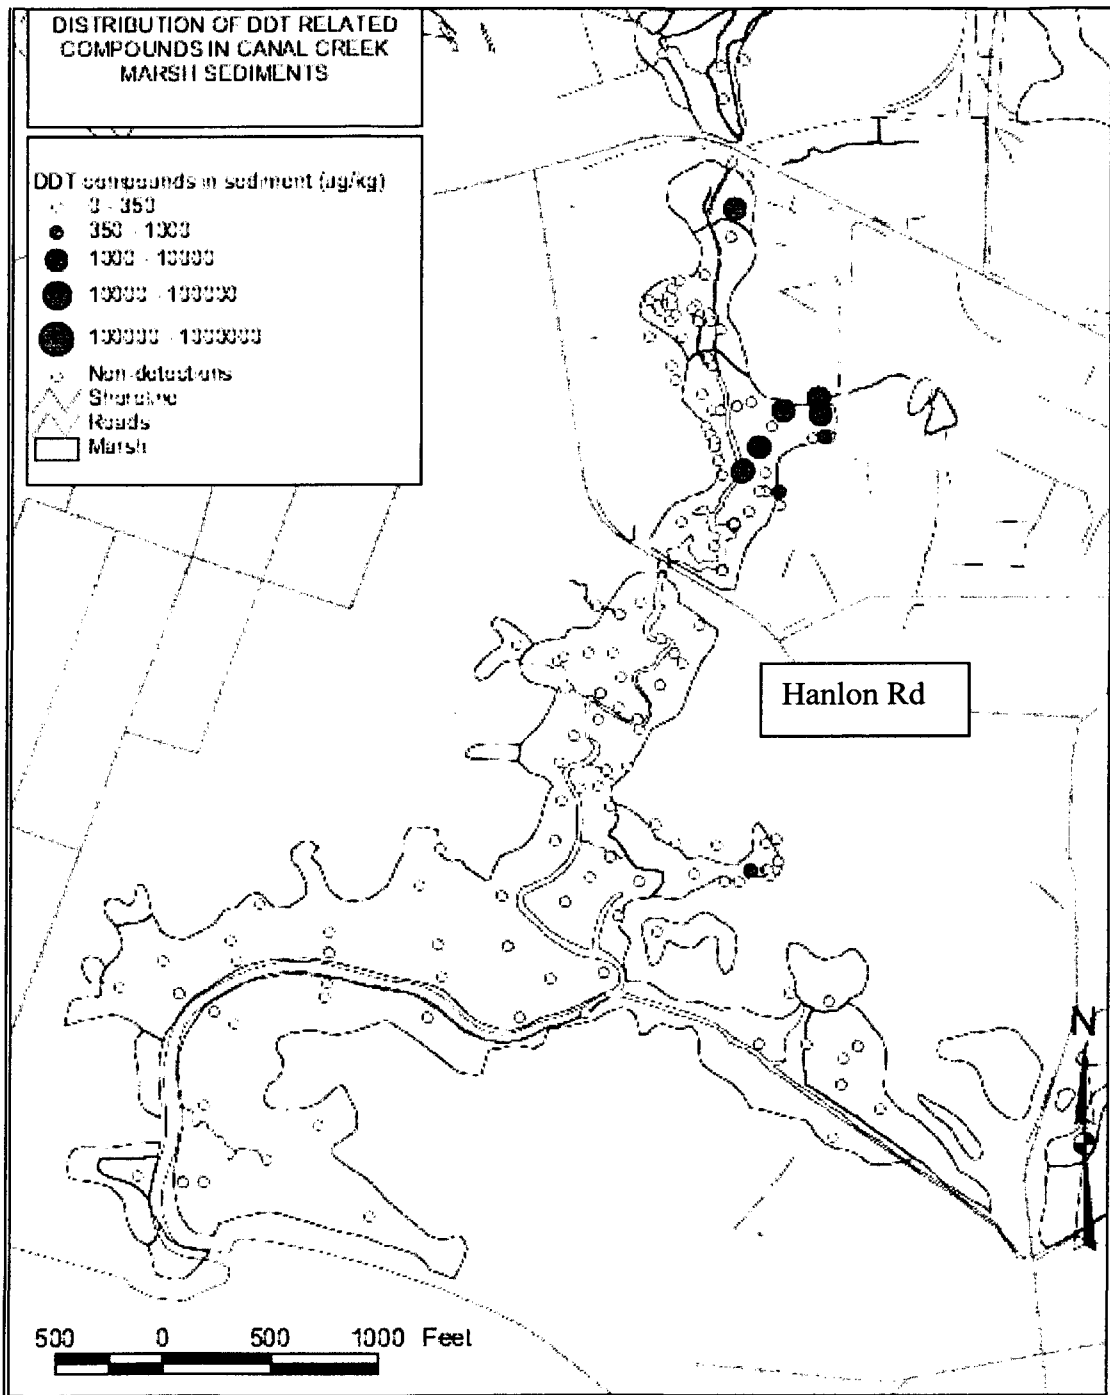 DISTRIBUTION OF DDT RELATED
COMPOUNDS IN CANAL CREEK
MARSH SEDIMENTS
DDT compounds in sediment (ug/kg)
0 - 350
350 - 1000
1000 - 10000
10000 - 100000
100000 - 1000000
Non-detections
Shoreline
Roads
Marsh
Hanlon Rd
N
500 0 500 1000 Feet